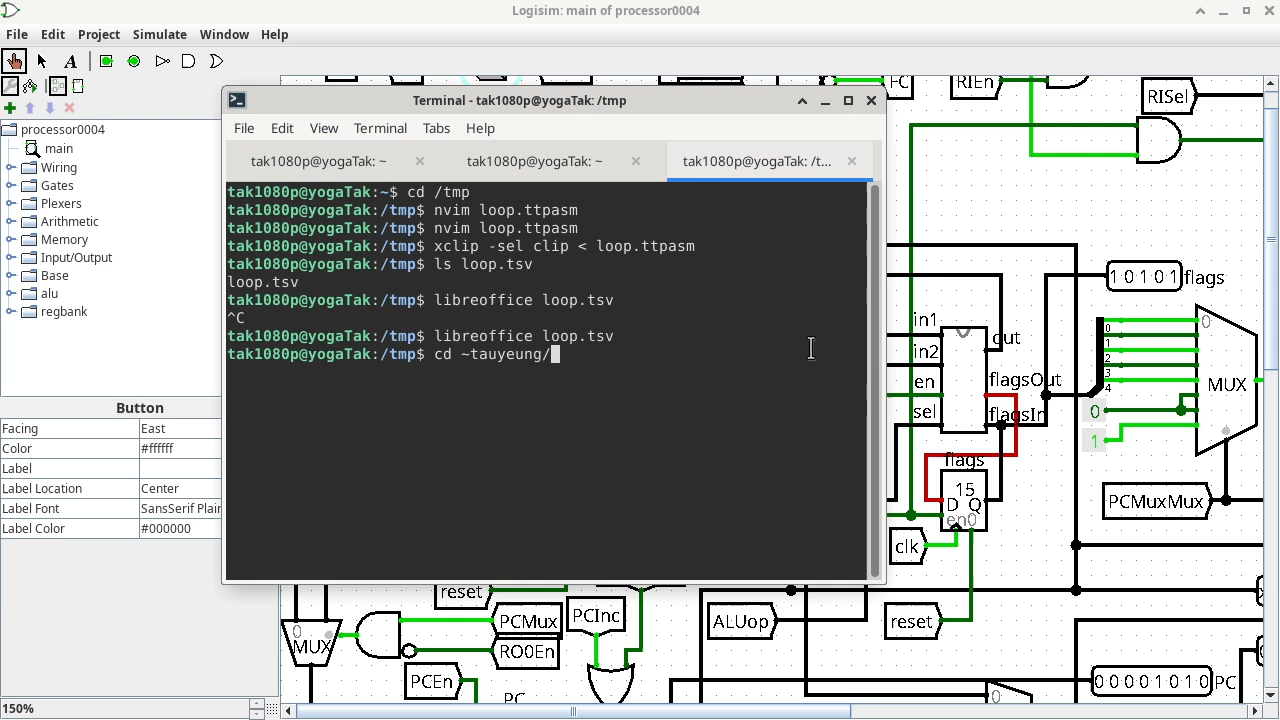 Logisim: main of processor0004
File Edit Project Simulate Window Help
A
processor0004
main
Wiring
Gates
Plexers
Arithmetic
Memory
Input/Output
Base
alu
regbank
Button
Facing East
Color #ffffff
Label
Label Location Center
Label Font SansSerif Plain
Label Color #000000
150%
Terminal - tak1080p@yogaTak: /tmp
File Edit View Terminal Tabs Help
tak1080p@yogaTak: ~
tak1080p@yogaTak: ~
tak1080p@yogaTak: /t...
tak1080p@yogaTak:~$ cd /tmp
tak1080p@yogaTak:/tmp$ nvim loop.ttpasm
tak1080p@yogaTak:/tmp$ nvim loop.ttpasm
tak1080p@yogaTak:/tmp$ xclip -sel clip < loop.ttpasm
tak1080p@yogaTak:/tmp$ ls loop.tsv
loop.tsv
tak1080p@yogaTak:/tmp$ libreoffice loop.tsv
^C
tak1080p@yogaTak:/tmp$ libreoffice loop.tsv
tak1080p@yogaTak:/tmp$ cd ~tauyeung/
FC
RIEn
RISel
1 0 1 0 1 flags
in1
in2
en
sel
out
flagsOut
flagsIn
flags
15
D Q
en0
clk
0
1
2
3
4
0
1
0
MUX
PCMuxMux
reset
PCMux
PCInc
RO0En
0
MUX
PCEn
PC
ALUop
reset
0 0 0 0 1 0 1 0 PC
0